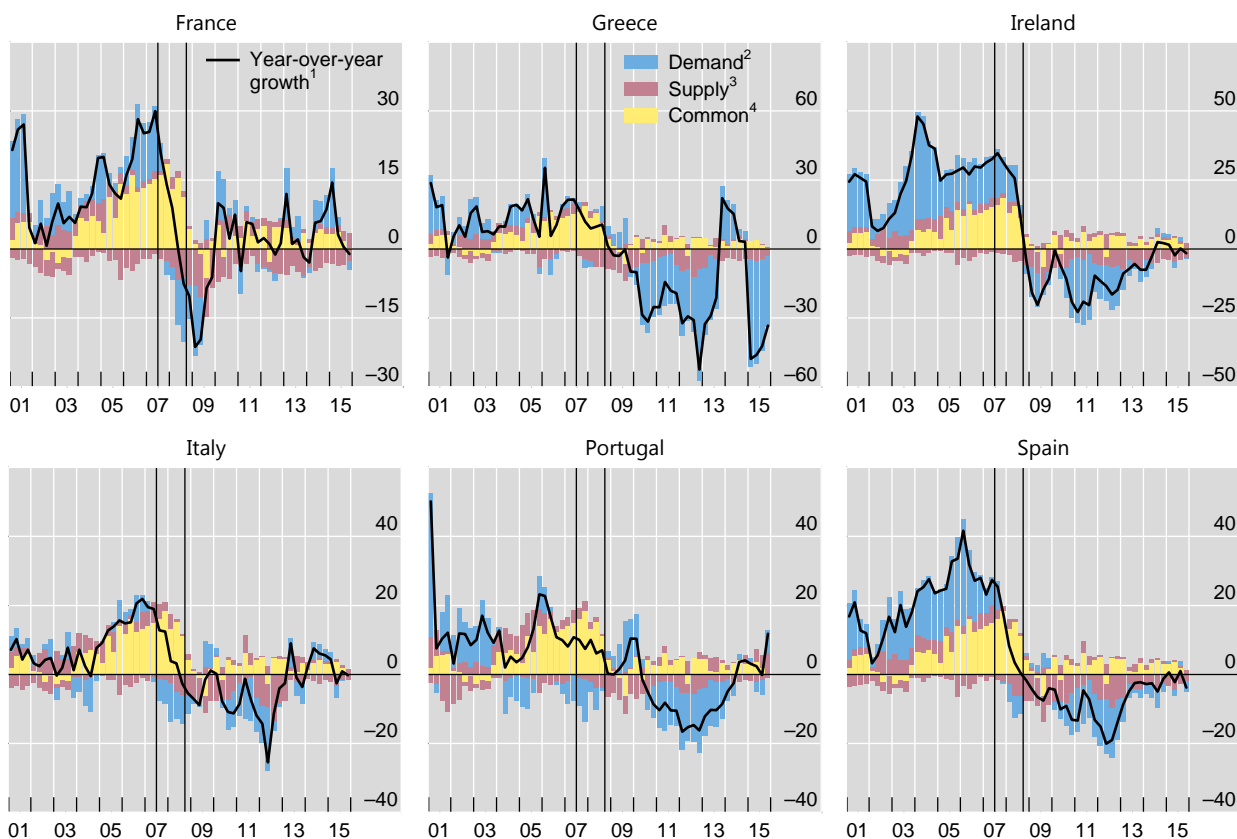 France
Greece
Ireland
Year-over-year
growth1
Demand2
Supply3
Common4
30
15
0
–15
–30
60
30
0
–30
–60
50
25
0
–25
–50
01 03 05 07 09 11 13 15
01 03 05 07 09 11 13 15
01 03 05 07 09 11 13 15
Italy
Portugal
Spain
40
20
0
–20
–40
40
20
0
–20
–40
40
20
0
–20
–40
01 03 05 07 09 11 13 15
01 03 05 07 09 11 13 15
01 03 05 07 09 11 13 15